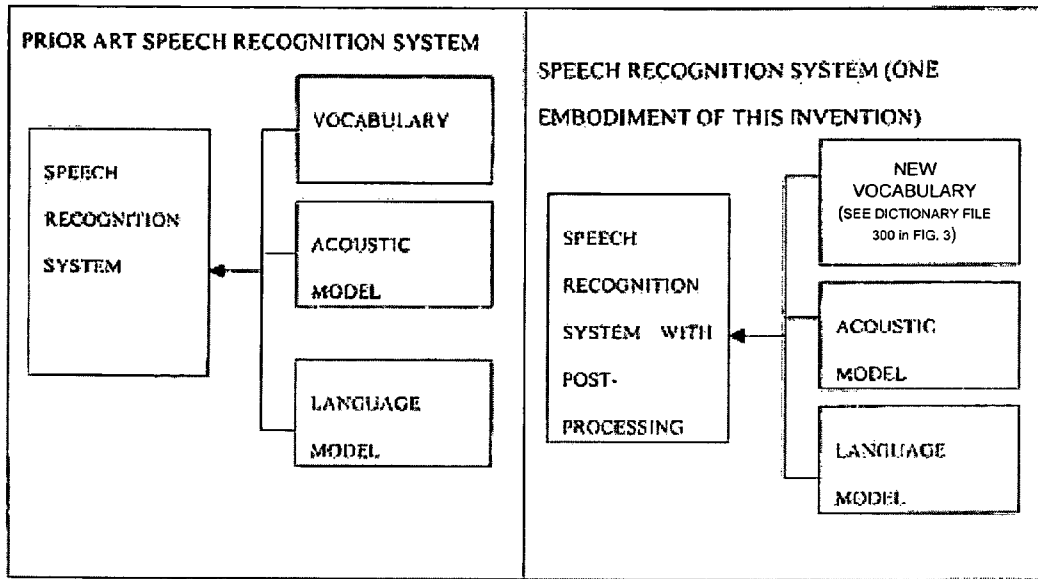 PRIOR ART SPEECH RECOGNITION SYSTEM
SPEECH
RECOGNITION
SYSTEM
VOCABULARY
ACOUSTIC
MODEL
LANGUAGE
MODEL
SPEECH RECOGNITION SYSTEM (ONE
EMBODIMENT OF THIS INVENTION)
SPEECH
RECOGNITION
SYSTEM WITH
POST-
PROCESSING
NEW
VOCABULARY
(SEE DICTIONARY FILE
300 in FIG. 3)
ACOUSTIC
MODEL
LANGUAGE
MODEL